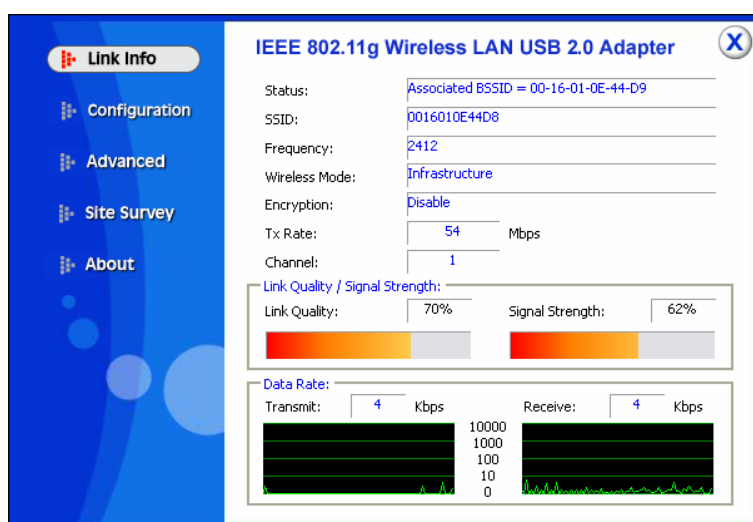 Link Info
Configuration
Advanced
Site Survey
About
IEEE 802.11g Wireless LAN USB 2.0 Adapter
X
Status: Associated BSSID = 00-16-01-0E-44-D9
SSID: 0016010E44D8
Frequency: 2412
Wireless Mode: Infrastructure
Encryption: Disable
Tx Rate: 54 Mbps
Channel: 1
Link Quality / Signal Strength:
Link Quality: 70% Signal Strength: 62%
Data Rate:
Transmit: 4 Kbps Receive: 4 Kbps
10000
1000
100
10
0